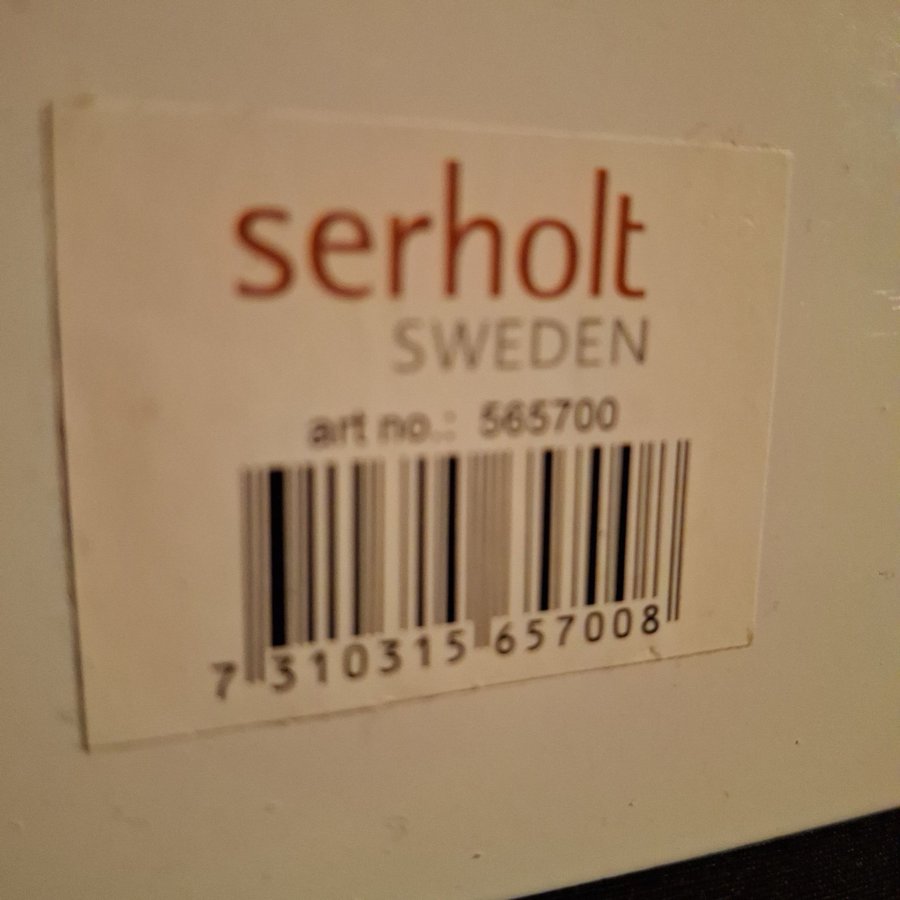 serholt
SWEDEN
art no.: 565700
7 310315 657008